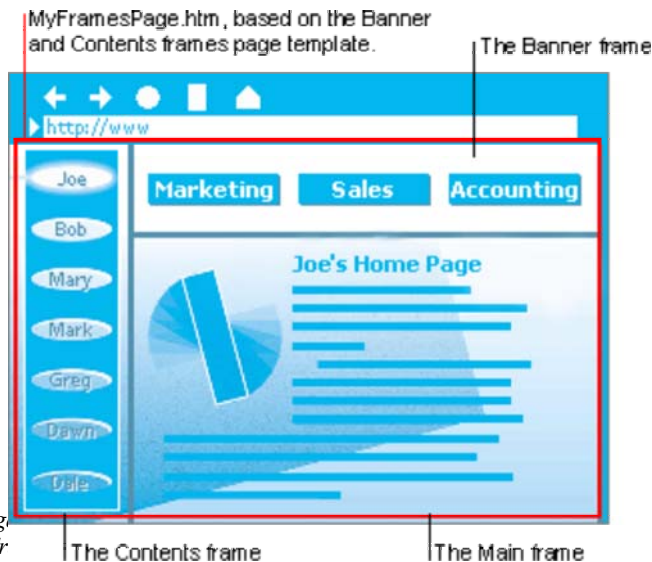 MyFramesPage.htm, based on the Banner
and Contents frames page template.
The Banner frame
http://www
Joe
Bob
Mary
Mark
Greg
Dawn
Dale
Marketing
Sales
Accounting
Joe's Home Page
The Contents frame
The Main frame